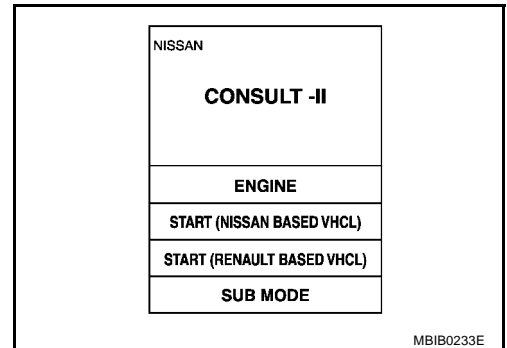 NISSAN
CONSULT -II
ENGINE
START (NISSAN BASED VHCL)
START (RENAULT BASED VHCL)
SUB MODE
MBIB0233E